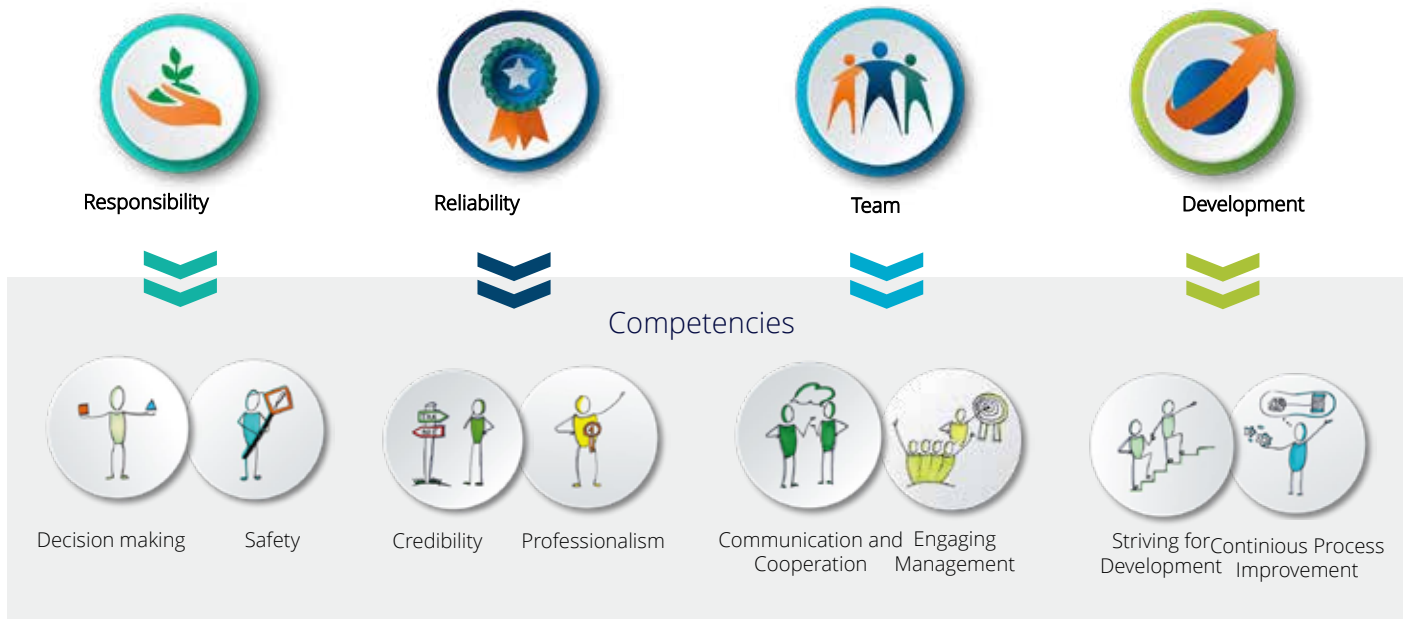 Responsibility
Reliability
Team
Development
Competencies
Decision making
Safety
Credibility
Professionalism
Communication and
Cooperation
Engaging
Management
Striving for
Development
Continious Process
Improvement